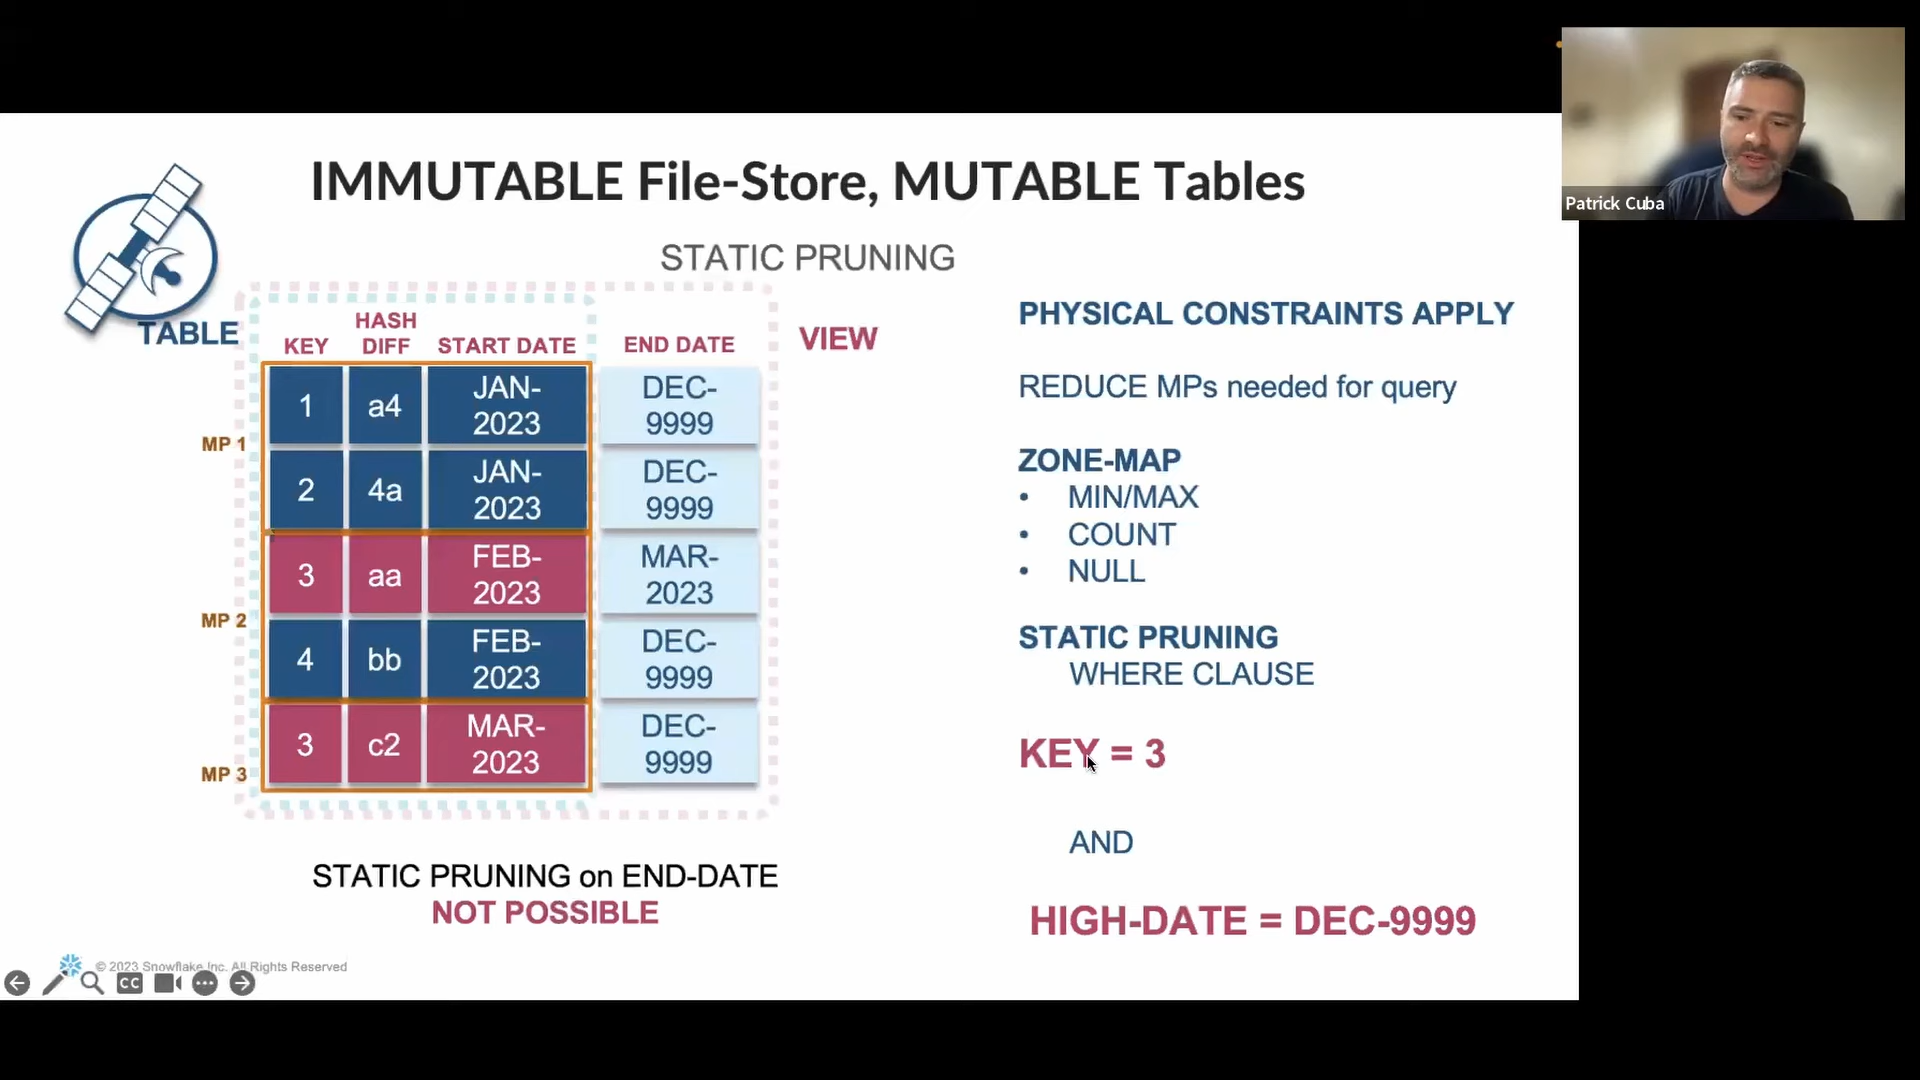 Patrick Cuba
IMMUTABLE File-Store, MUTABLE Tables
STATIC PRUNING
TABLE
KEY
HASH
DIFF
START DATE
END DATE
VIEW
MP 1
1
a4
JAN-
2023
DEC-
9999
2
4a
JAN-
2023
DEC-
9999
MP 2
3
aa
FEB-
2023
MAR-
2023
4
bb
FEB-
2023
DEC-
9999
MP 3
3
c2
MAR-
2023
DEC-
9999
STATIC PRUNING on END-DATE
NOT POSSIBLE
PHYSICAL CONSTRAINTS APPLY
REDUCE MPs needed for query
ZONE-MAP
• MIN/MAX
• COUNT
• NULL
STATIC PRUNING
WHERE CLAUSE
KEY = 3
AND
HIGH-DATE = DEC-9999
© 2023 Snowflake Inc. All Rights Reserved
CC